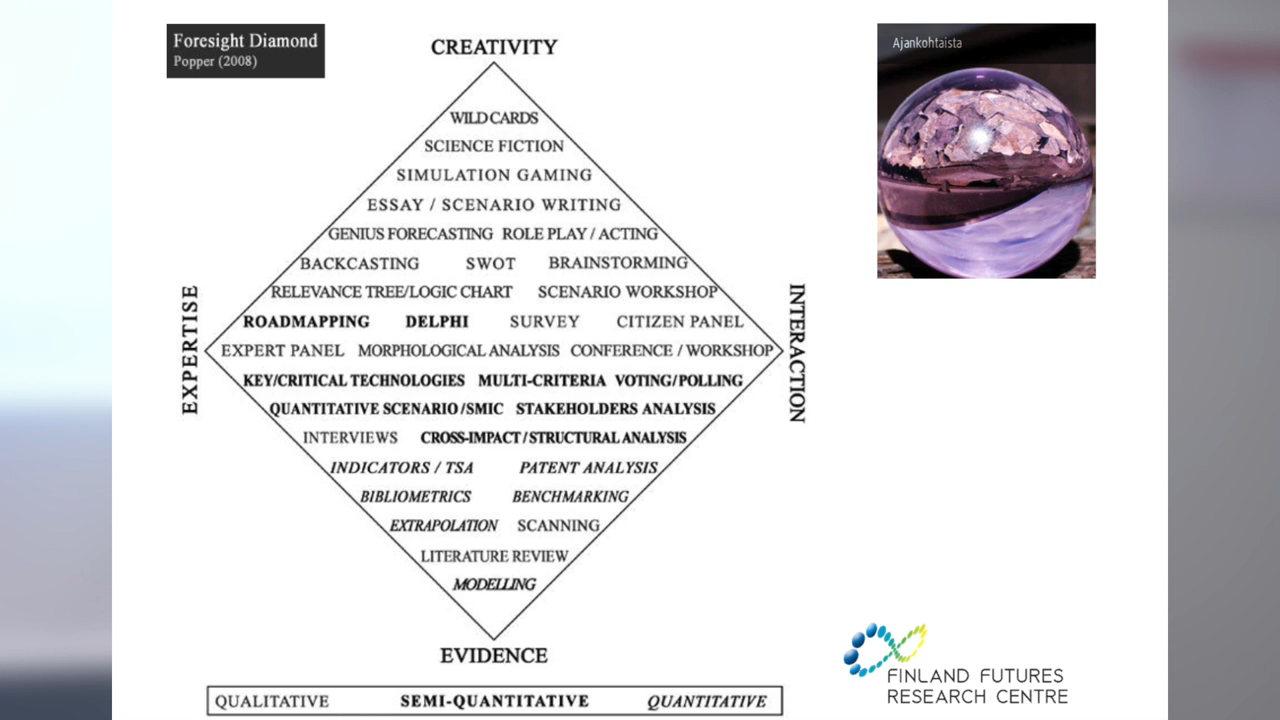 Foresight Diamond
Popper (2008)
CREATIVITY
Ajankohtaista
WILD CARDS
SCIENCE FICTION
SIMULATION GAMING
ESSAY / SCENARIO WRITING
GENIUS FORECASTING ROLE PLAY / ACTING
BACKCASTING SWOT BRAINSTORMING
RELEVANCE TREE/LOGIC CHART SCENARIO WORKSHOP
ROADMAPPING DELPHI SURVEY CITIZEN PANEL
EXPERT PANEL MORPHOLOGICAL ANALYSIS CONFERENCE / WORKSHOP
KEY/CRITICAL TECHNOLOGIES MULTI-CRITERIA VOTING/POLLING
QUANTITATIVE SCENARIO/SMIC STAKEHOLDERS ANALYSIS
INTERVIEWS CROSS-IMPACT / STRUCTURAL ANALYSIS
INDICATORS / TSA PATENT ANALYSIS
BIBLIOMETRICS BENCHMARKING
EXTRAPOLATION SCANNING
LITERATURE REVIEW
MODELLING
EXPERTISE
INTERACTION
EVIDENCE
QUALITATIVE SEMI-QUANTITATIVE QUANTITATIVE
FINLAND FUTURES
RESEARCH CENTRE